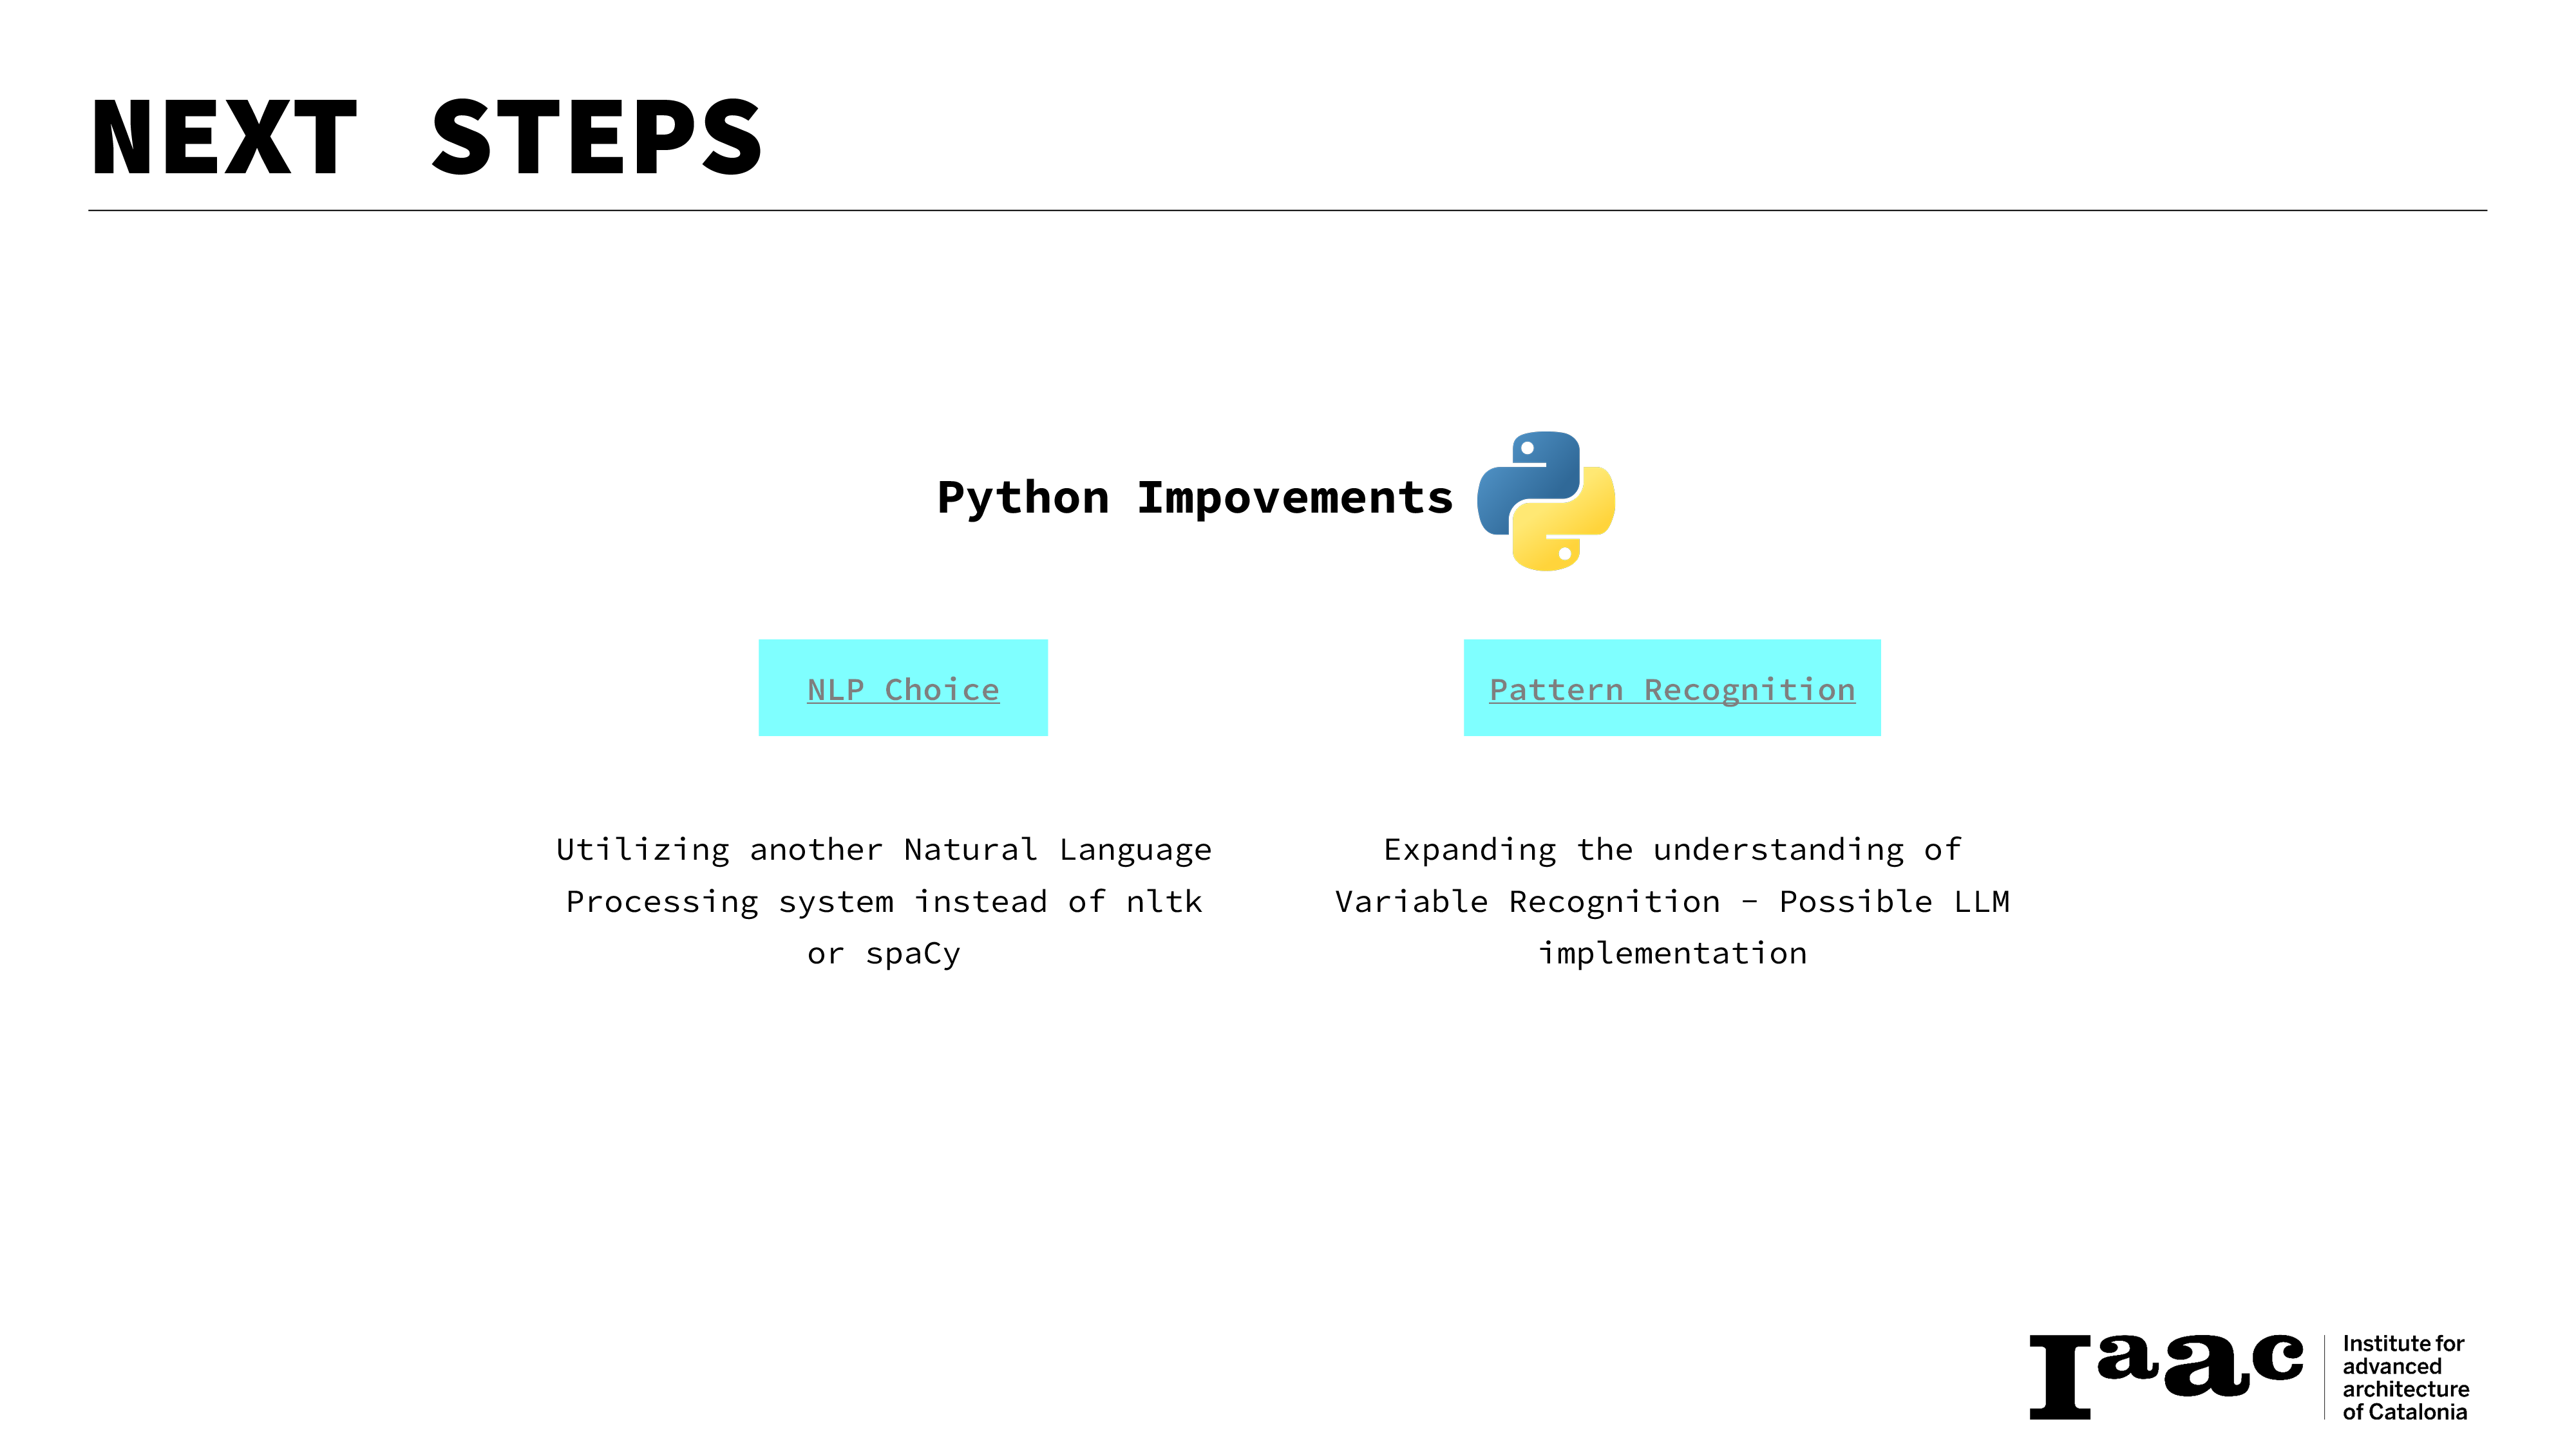 NEXT STEPS
Python Impovements
NLP Choice
Pattern Recognition
Utilizing another Natural Language
Processing system instead of nltk
or spaCy
Expanding the understanding of
Variable Recognition - Possible LLM
implementation
Iaac
Institute for
advanced
architecture
of Catalonia